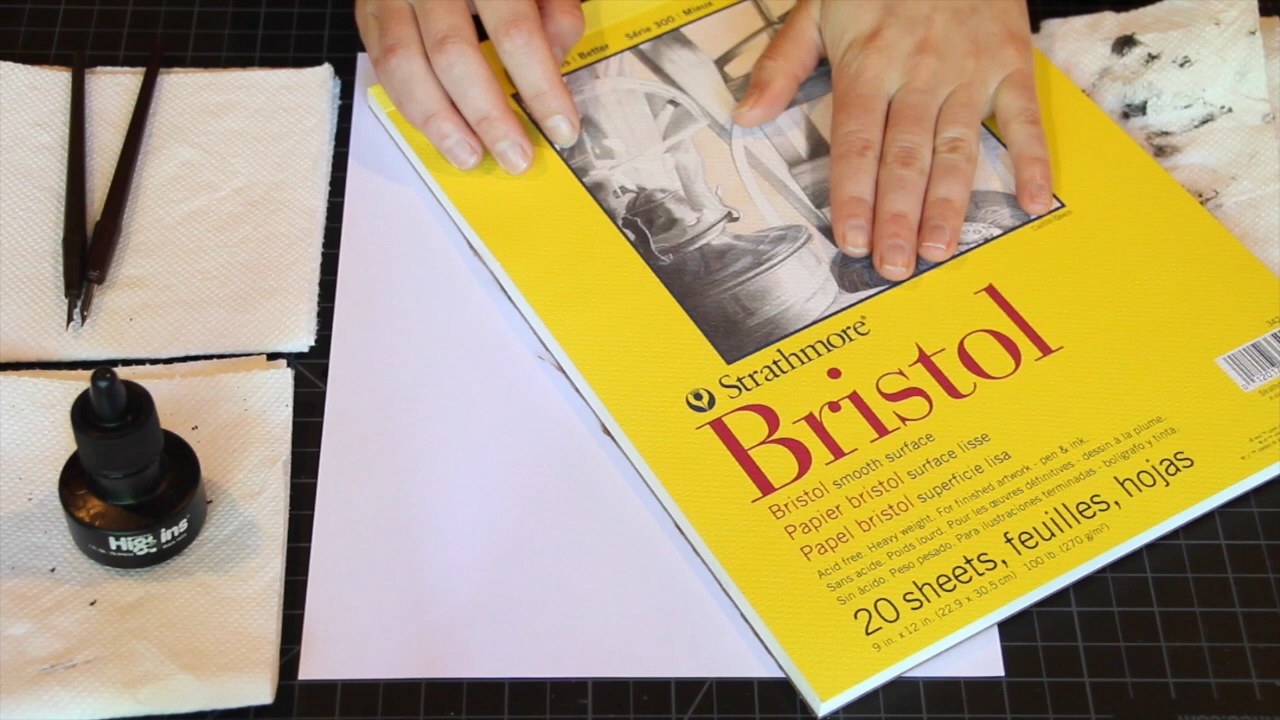 Better Série 300 | Mieux
Strathmore®
Bristol
Bristol smooth surface
Papier bristol surface lisse
Papel bristol superficie lisa
Acid free. Heavy weight. For finished artwork - pen & ink.
Sans acide. Poids lourd. Pour les œuvres définitives - dessin à la plume.
Sin ácido. Peso pesado. Para ilustraciones terminadas - bolígrafo y tinta.
20 sheets, feuilles, hojas
9 in. x 12 in. (22.9 x 30.5 cm) 100 lb. (270 g/m²)
Higgins